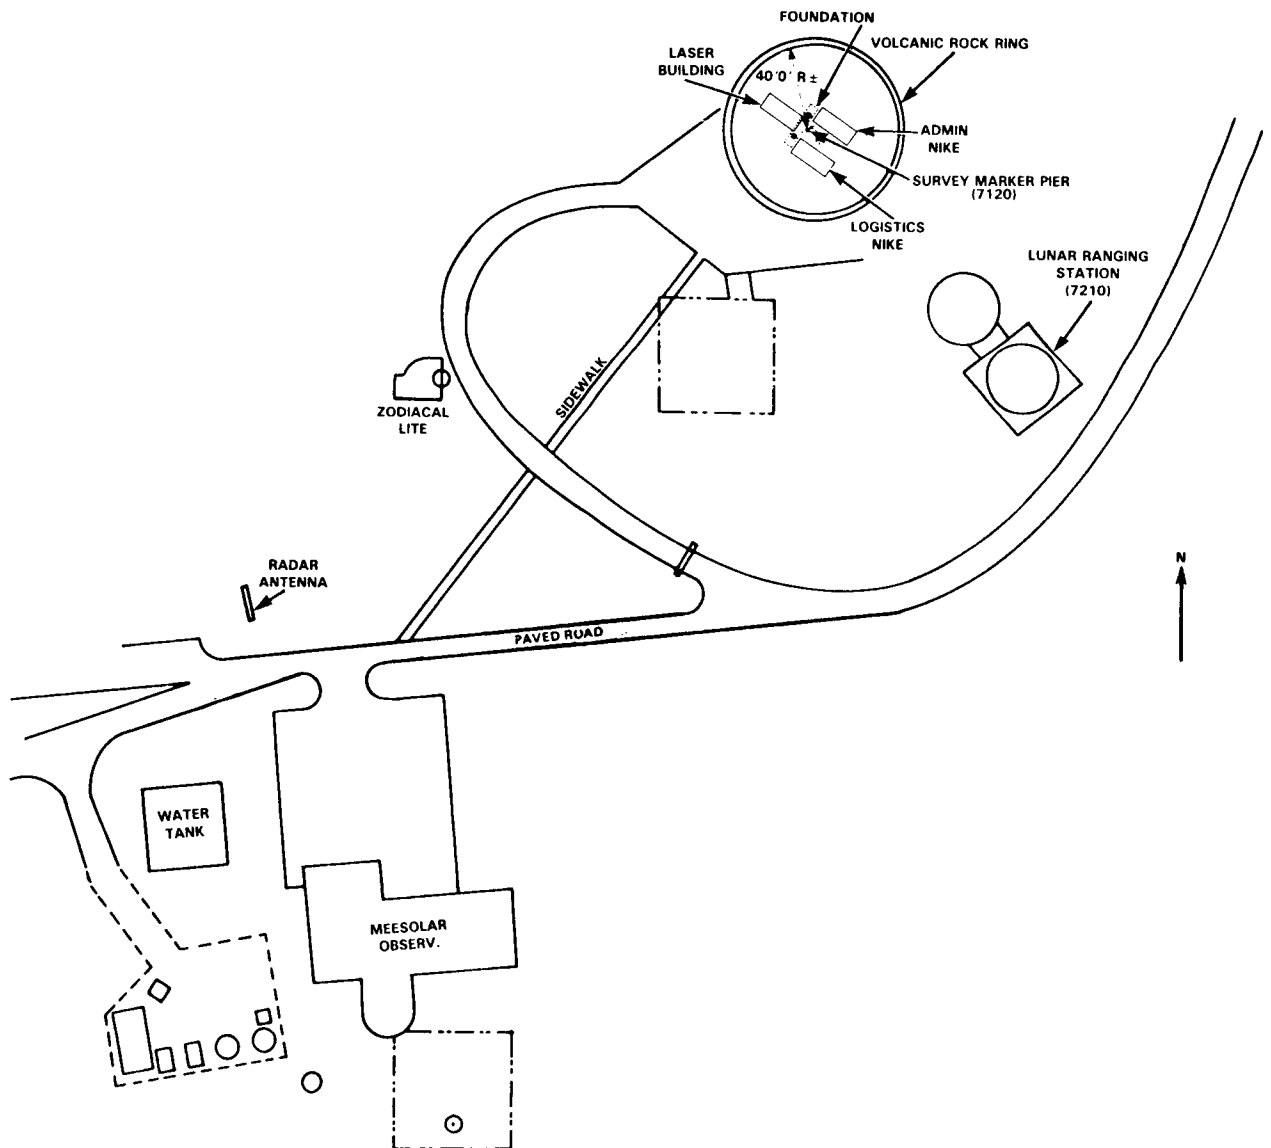 FOUNDATION
VOLCANIC ROCK RING
LASER
BUILDING
40'0' R ±
ADMIN
NIKE
SURVEY MARKER PIER
(7120)
LOGISTICS
NIKE
LUNAR RANGING
STATION
(7210)
SIDEWALK
ZODIACAL
LITE
RADAR
ANTENNA
N
PAVED ROAD
WATER
TANK
MEESOLAR
OBSERV.